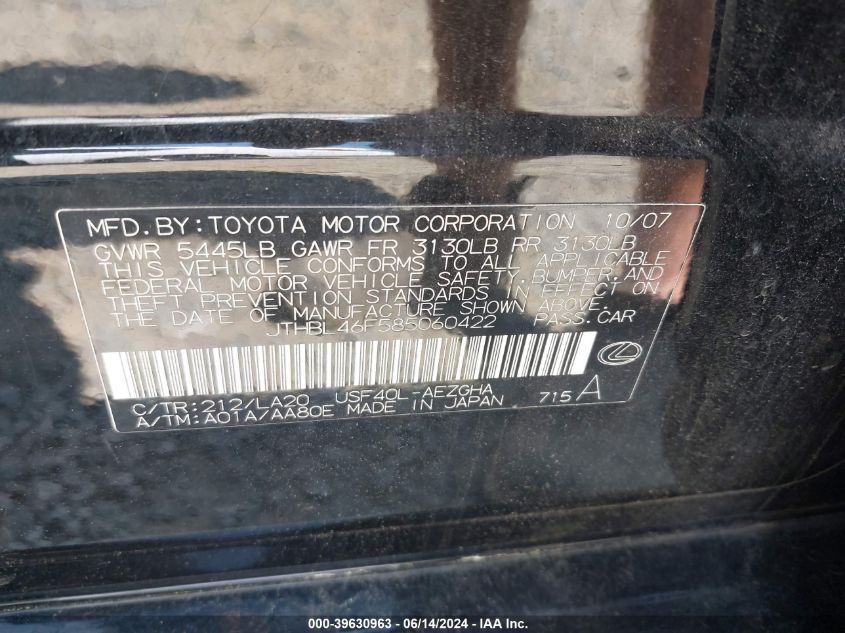 MFD.BY:TOYOTA MOTOR CORPORATION 10/07
GVWR 5445LB GAWR FR 3130LB RR 3130LB
THIS VEHICLE CONFORMS TO ALL APPLICABLE
FEDERAL MOTOR VEHICLE SAFETY,BUMPER,AND
THEFT PREVENTION STANDARDS IN EFFECT ON
THE DATE OF MANUFACTURE SHOWN ABOVE.
JTHBL46F585060422 PASS.CAR
C/TR:212/LA20 USF40L-AEZGHA
A/TM:A01A/AA80E MADE IN JAPAN 715 A
000-39630963 - 06/14/2024 - IAA Inc.